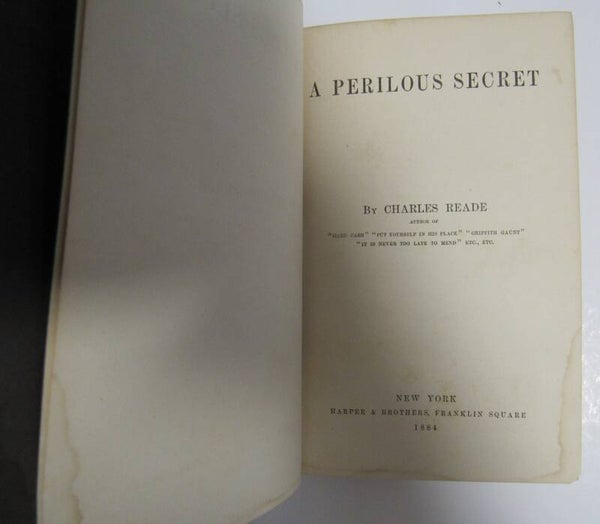 A PERILOUS SECRET
By CHARLES READE
AUTHOR OF
"HARD CASH" "PUT YOURSELF IN HIS PLACE" "GRIFFITH GAUNT"
"IT IS NEVER TOO LATE TO MEND" ETC., ETC.
NEW YORK
HARPER & BROTHERS, FRANKLIN SQUARE
1884